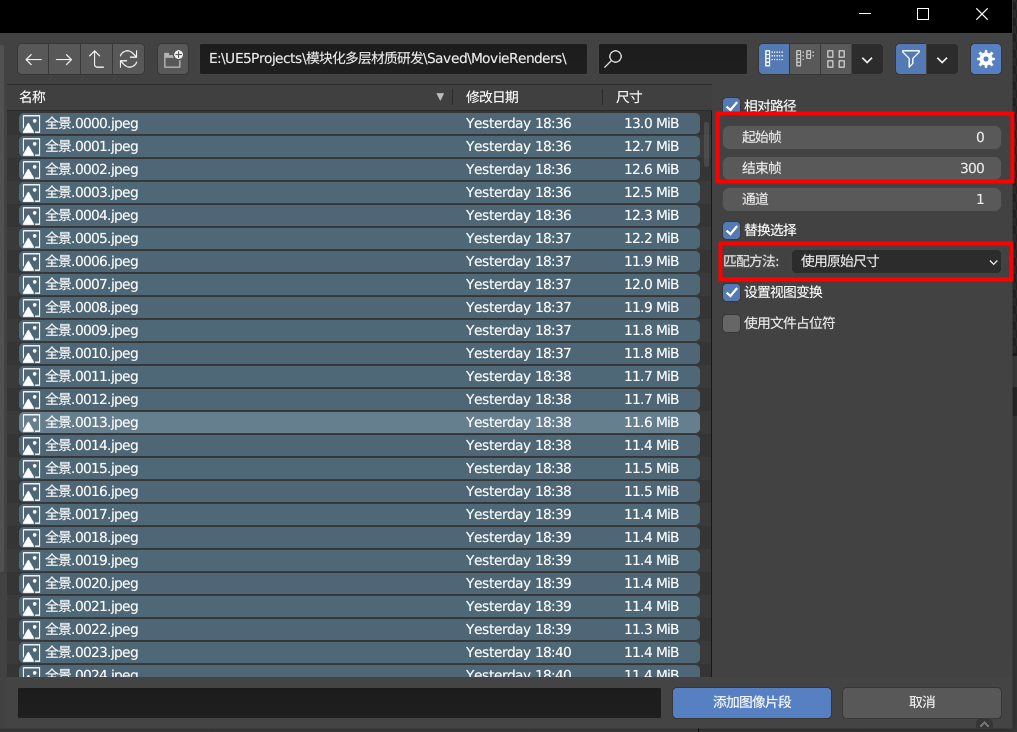 E:\UE5Projects\模块化多层材质研发\Saved\MovieRenders\
名称 修改日期 尺寸
全景.0000.jpeg Yesterday 18:36 13.0 MiB
全景.0001.jpeg Yesterday 18:36 12.7 MiB
全景.0002.jpeg Yesterday 18:36 12.6 MiB
全景.0003.jpeg Yesterday 18:36 12.5 MiB
全景.0004.jpeg Yesterday 18:36 12.3 MiB
全景.0005.jpeg Yesterday 18:37 12.2 MiB
全景.0006.jpeg Yesterday 18:37 11.9 MiB
全景.0007.jpeg Yesterday 18:37 12.0 MiB
全景.0008.jpeg Yesterday 18:37 11.9 MiB
全景.0009.jpeg Yesterday 18:37 11.8 MiB
全景.0010.jpeg Yesterday 18:37 11.8 MiB
全景.0011.jpeg Yesterday 18:38 11.7 MiB
全景.0012.jpeg Yesterday 18:38 11.7 MiB
全景.0013.jpeg Yesterday 18:38 11.6 MiB
全景.0014.jpeg Yesterday 18:38 11.4 MiB
全景.0015.jpeg Yesterday 18:38 11.5 MiB
全景.0016.jpeg Yesterday 18:38 11.5 MiB
全景.0017.jpeg Yesterday 18:39 11.4 MiB
全景.0018.jpeg Yesterday 18:39 11.4 MiB
全景.0019.jpeg Yesterday 18:39 11.4 MiB
全景.0020.jpeg Yesterday 18:39 11.4 MiB
全景.0021.jpeg Yesterday 18:39 11.4 MiB
全景.0022.jpeg Yesterday 18:39 11.3 MiB
全景.0023.jpeg Yesterday 18:40 11.4 MiB
全景.0024.jpeg Yesterday 18:40 11.4 MiB
相对路径
起始帧 0
结束帧 300
通道 1
替换选择
匹配方法: 使用原始尺寸
设置视图变换
使用文件占位符
添加图像片段 取消